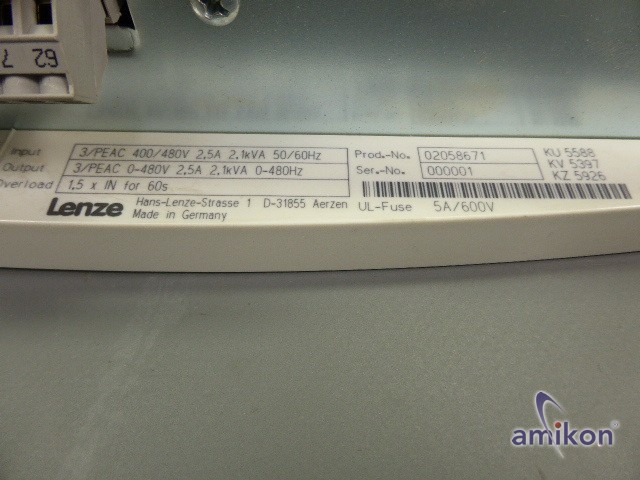 62 7
Input 3/PEAC 400/480V 2.5A 2.1kVA 50/60Hz Prod.-No. 02058671 KU 5588
Output 3/PEAC 0-480V 2.5A 2.1kVA 0-480Hz Ser.-No. 000001 KV 5397
Overload 1.5 x IN for 60s KZ 5926
Lenze Hans-Lenze-Strasse 1 D-31855 Aerzen UL-Fuse 5A/600V
Made in Germany
amikon